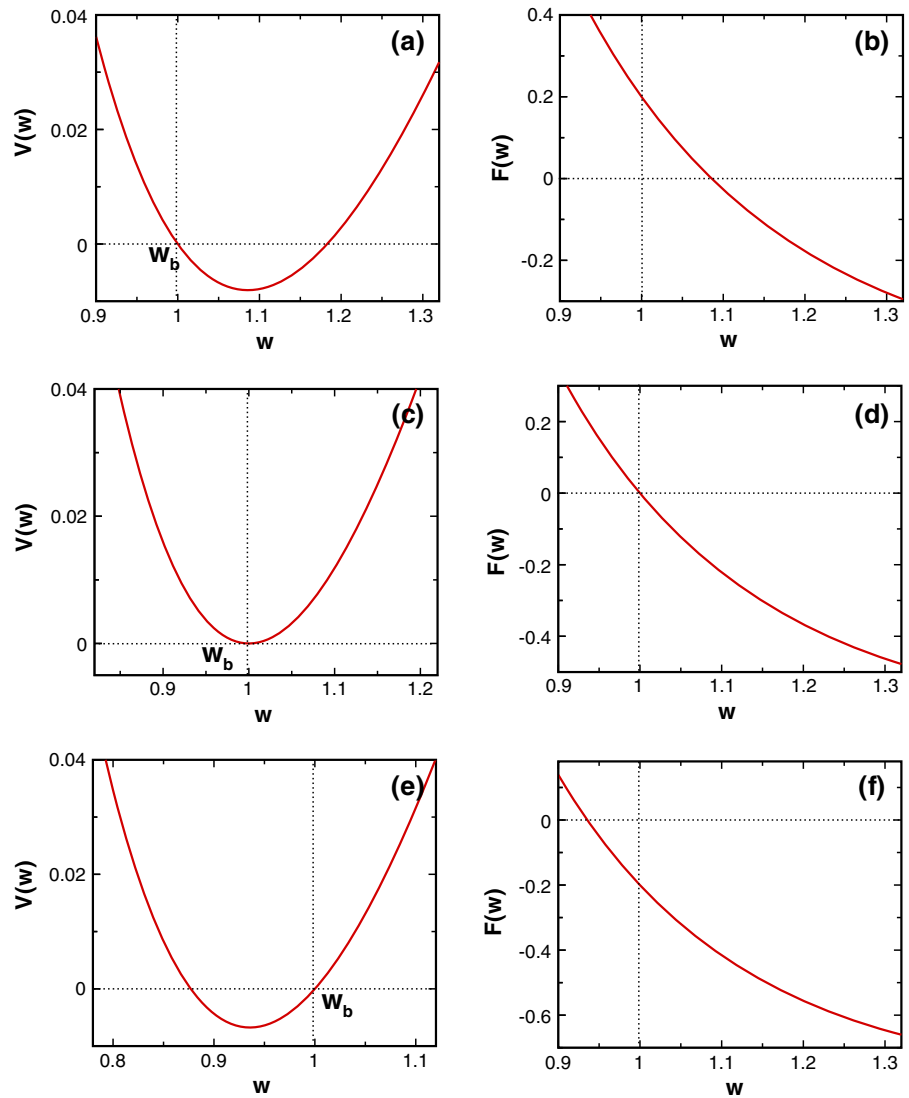 (a)
V(w)
0.04
0.02
0
w_b
0.9 1 1.1 1.2 1.3
w
(b)
F(w)
0.4
0.2
0
-0.2
0.9 1 1.1 1.2 1.3
w
(c)
V(w)
0.04
0.02
0
w_b
0.9 1 1.1 1.2
w
(d)
F(w)
0.2
0
-0.2
-0.4
0.9 1 1.1 1.2 1.3
w
(e)
V(w)
0.04
0.02
0
w_b
0.8 0.9 1 1.1
w
(f)
F(w)
0
-0.2
-0.4
-0.6
0.9 1 1.1 1.2 1.3
w